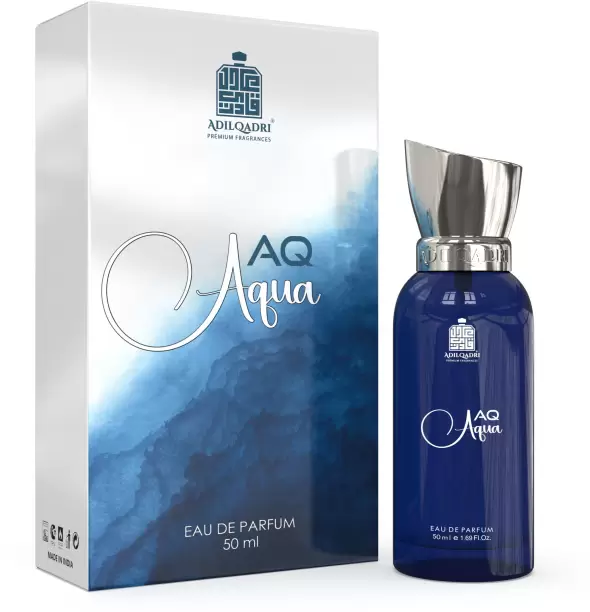 ADILQADRI®
PREMIUM FRAGRANCES
AQ
Aqua
EAU DE PARFUM
50 ml
MADE IN INDIA
ADILQADRI
ADILQADRI
PREMIUM FRAGRANCES
AQ
Aqua
EAU DE PARFUM
50 ml e 1.69 Fl.Oz.